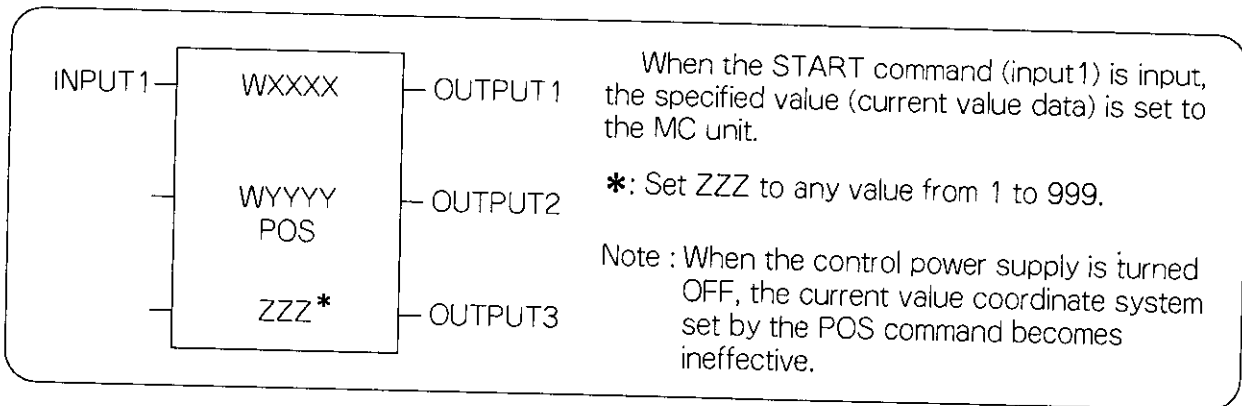 INPUT1
WXXXX
OUTPUT1
WYYYY
POS
OUTPUT2
ZZZ*
OUTPUT3
When the START command (input1) is input,
the specified value (current value data) is set to
the MC unit.
*: Set ZZZ to any value from 1 to 999.
Note : When the control power supply is turned
OFF, the current value coordinate system
set by the POS command becomes
ineffective.